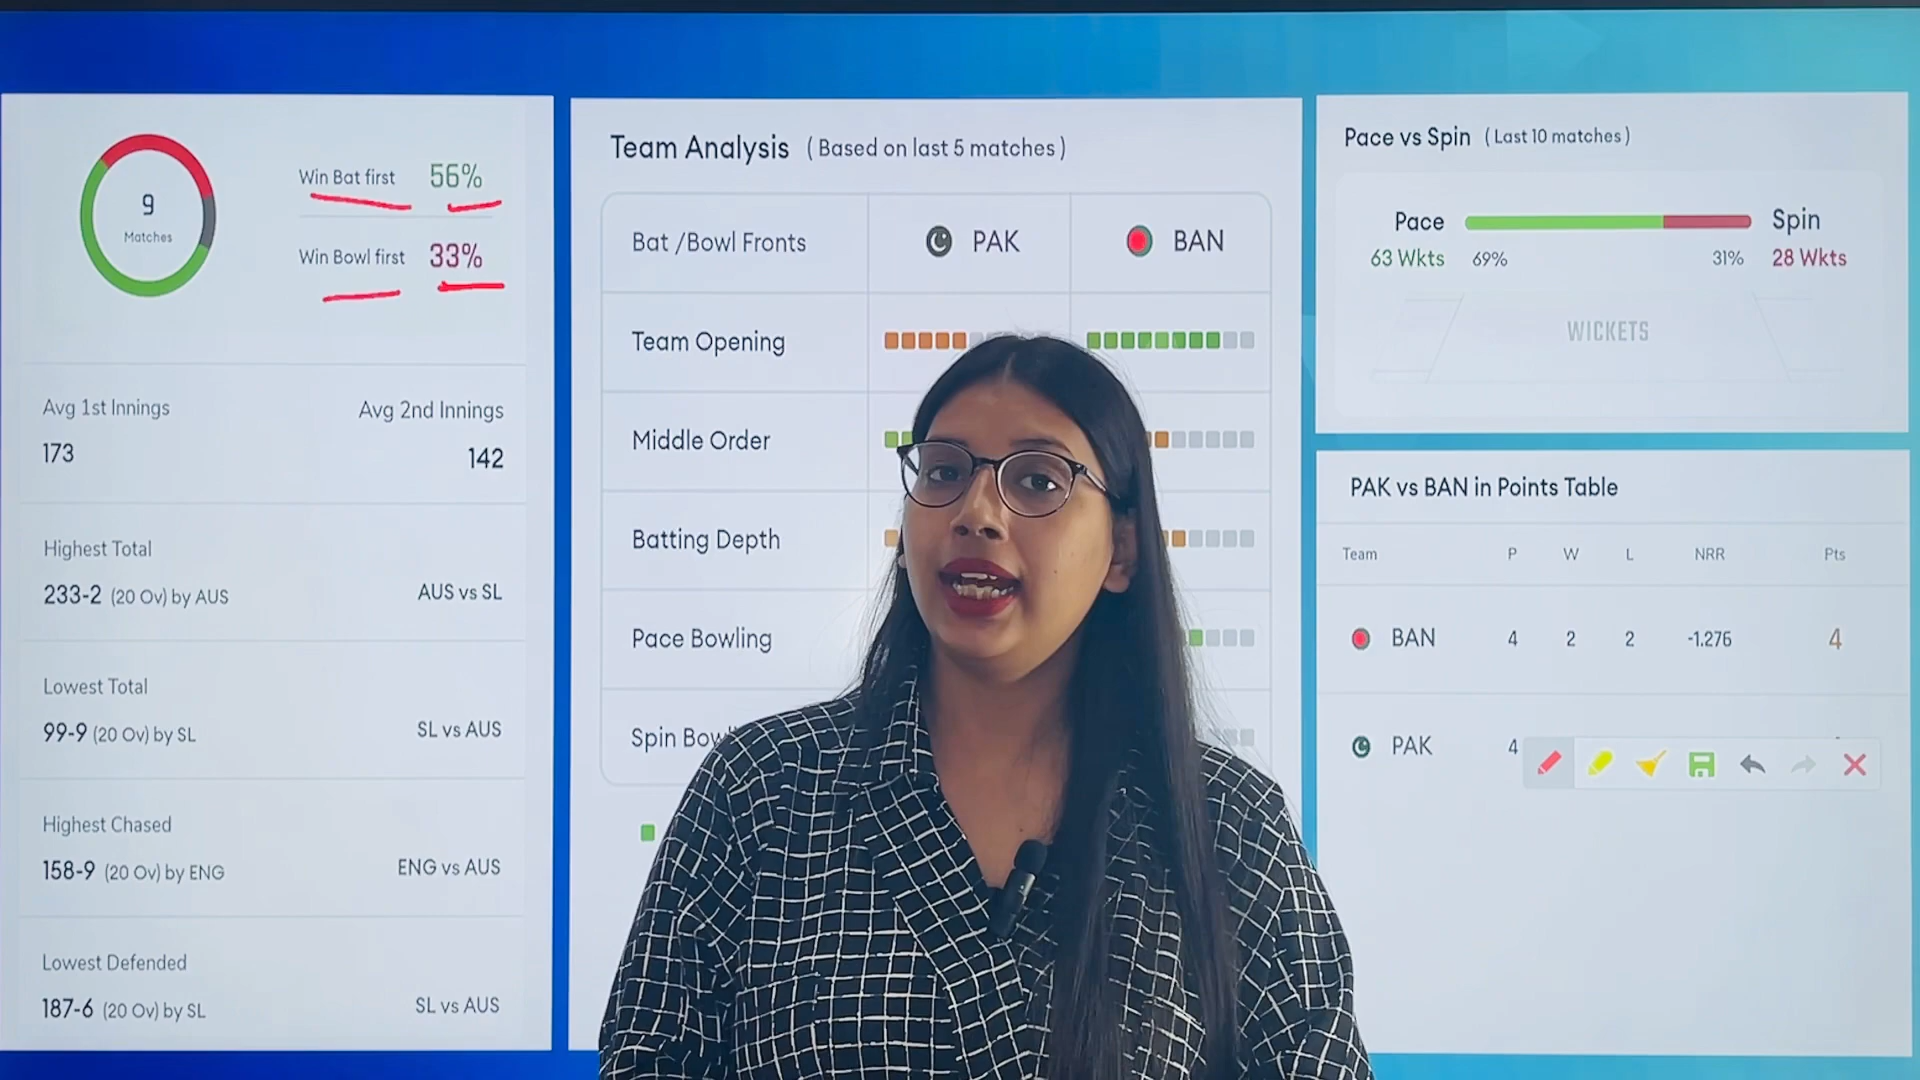 9
Matches
Win Bat first 56%
Win Bowl first 33%
Avg 1st Innings Avg 2nd Innings
173 142
Highest Total
233-2 (20 Ov) by AUS AUS vs SL
Lowest Total
99-9 (20 Ov) by SL SL vs AUS
Highest Chased
158-9 (20 Ov) by ENG ENG vs AUS
Lowest Defended
187-6 (20 Ov) by SL SL vs AUS
Team Analysis (Based on last 5 matches)
Bat /Bowl Fronts PAK BAN
Team Opening
Middle Order
Batting Depth
Pace Bowling
Spin
Pace vs Spin (Last 10 matches)
Pace Spin
63 Wkts 69% 31% 28 Wkts
WICKETS
PAK vs BAN in Points Table
Team P W L NRR Pts
BAN 4 2 2 -1.276 4
PAK 4